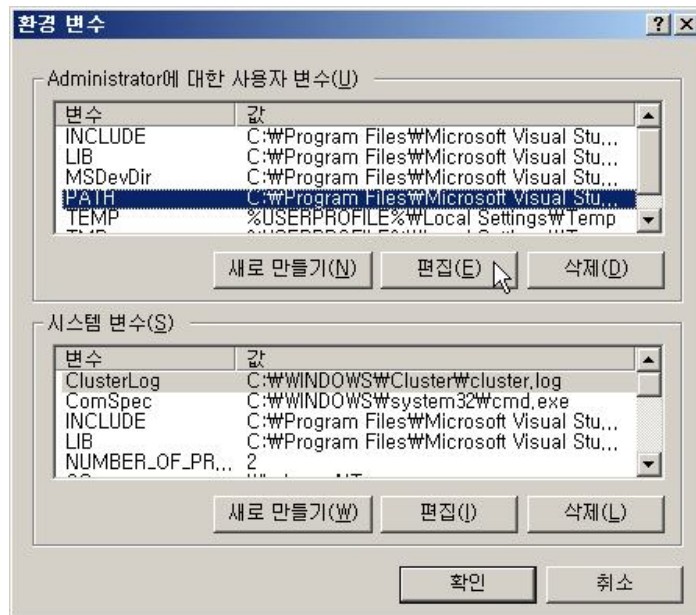 환경 변수
Administrator에 대한 사용자 변수(U)
변수 값
INCLUDE C:₩Program Files₩Microsoft Visual Stu...
LIB C:₩Program Files₩Microsoft Visual Stu...
MSDevDir C:₩Program Files₩Microsoft Visual Stu...
PATH C:₩Program Files₩Microsoft Visual Stu...
TEMP %USERPROFILE%₩Local Settings₩Temp
새로 만들기(N) 편집(E) 삭제(D)
시스템 변수(S)
변수 값
ClusterLog C:₩WINDOWS₩Cluster₩cluster.log
ComSpec C:₩WINDOWS₩system32₩cmd.exe
INCLUDE C:₩Program Files₩Microsoft Visual Stu...
LIB C:₩Program Files₩Microsoft Visual Stu...
NUMBER_OF_PR... 2
새로 만들기(W) 편집(I) 삭제(L)
확인 취소